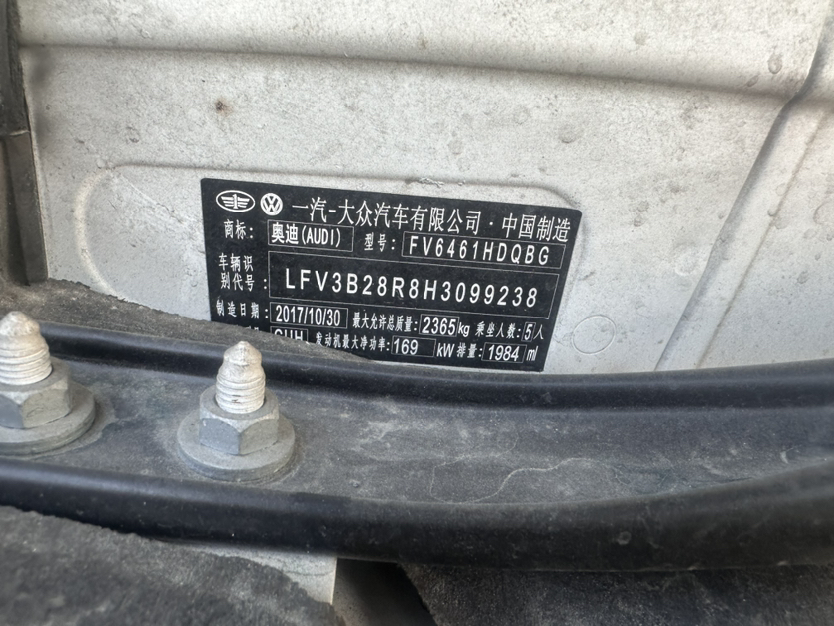 一汽-大众汽车有限公司·中国制造
商标: 奥迪(AUDI) 型号: FV6461HDQBG
车辆识别代号: LFV3B28R8H3099238
制造日期: 2017/10/30 最大允许总质量: 2365kg 乘坐人数: 5人
发动机最大净功率: 169 kW 排量: 1984 ml